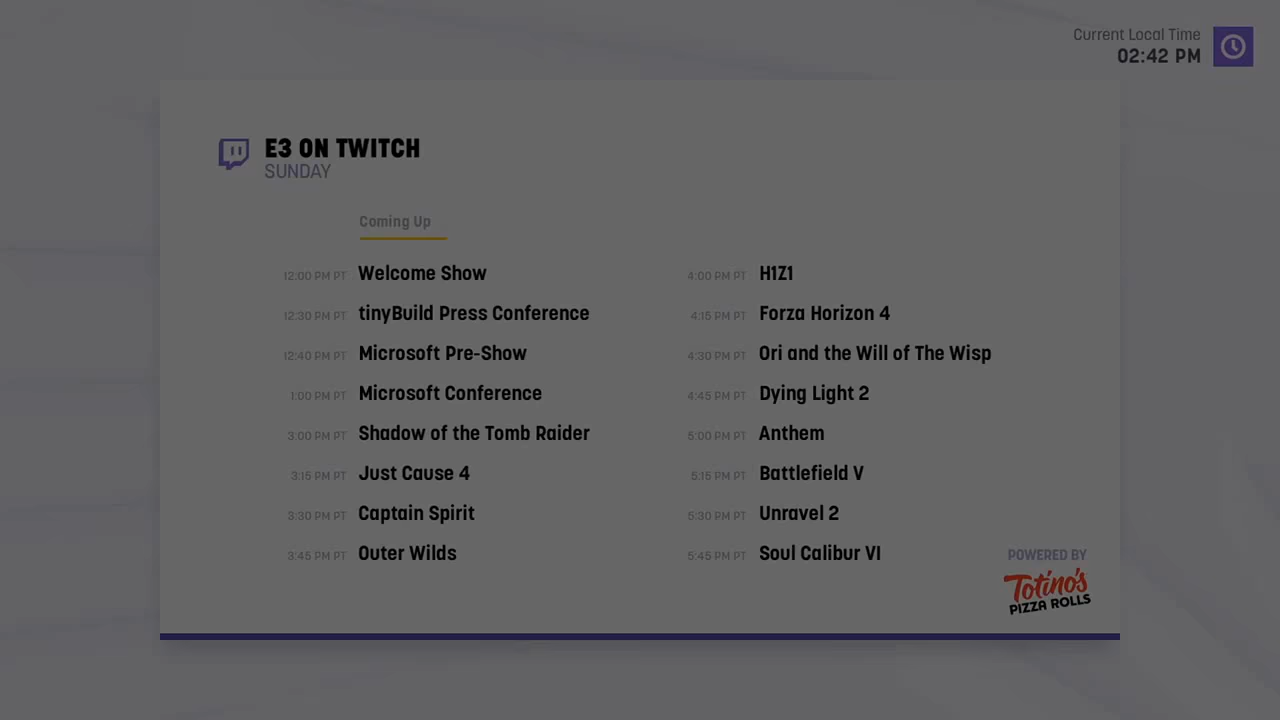 Current Local Time
02:42 PM
E3 ON TWITCH
SUNDAY
Coming Up
12:00 PM PT Welcome Show
12:30 PM PT tinyBuild Press Conference
12:40 PM PT Microsoft Pre-Show
1:00 PM PT Microsoft Conference
3:00 PM PT Shadow of the Tomb Raider
3:15 PM PT Just Cause 4
3:30 PM PT Captain Spirit
3:45 PM PT Outer Wilds
4:00 PM PT H1Z1
4:15 PM PT Forza Horizon 4
4:30 PM PT Ori and the Will of The Wisp
4:45 PM PT Dying Light 2
5:00 PM PT Anthem
5:15 PM PT Battlefield V
5:30 PM PT Unravel 2
5:45 PM PT Soul Calibur VI
POWERED BY
Totino's
PIZZA ROLLS